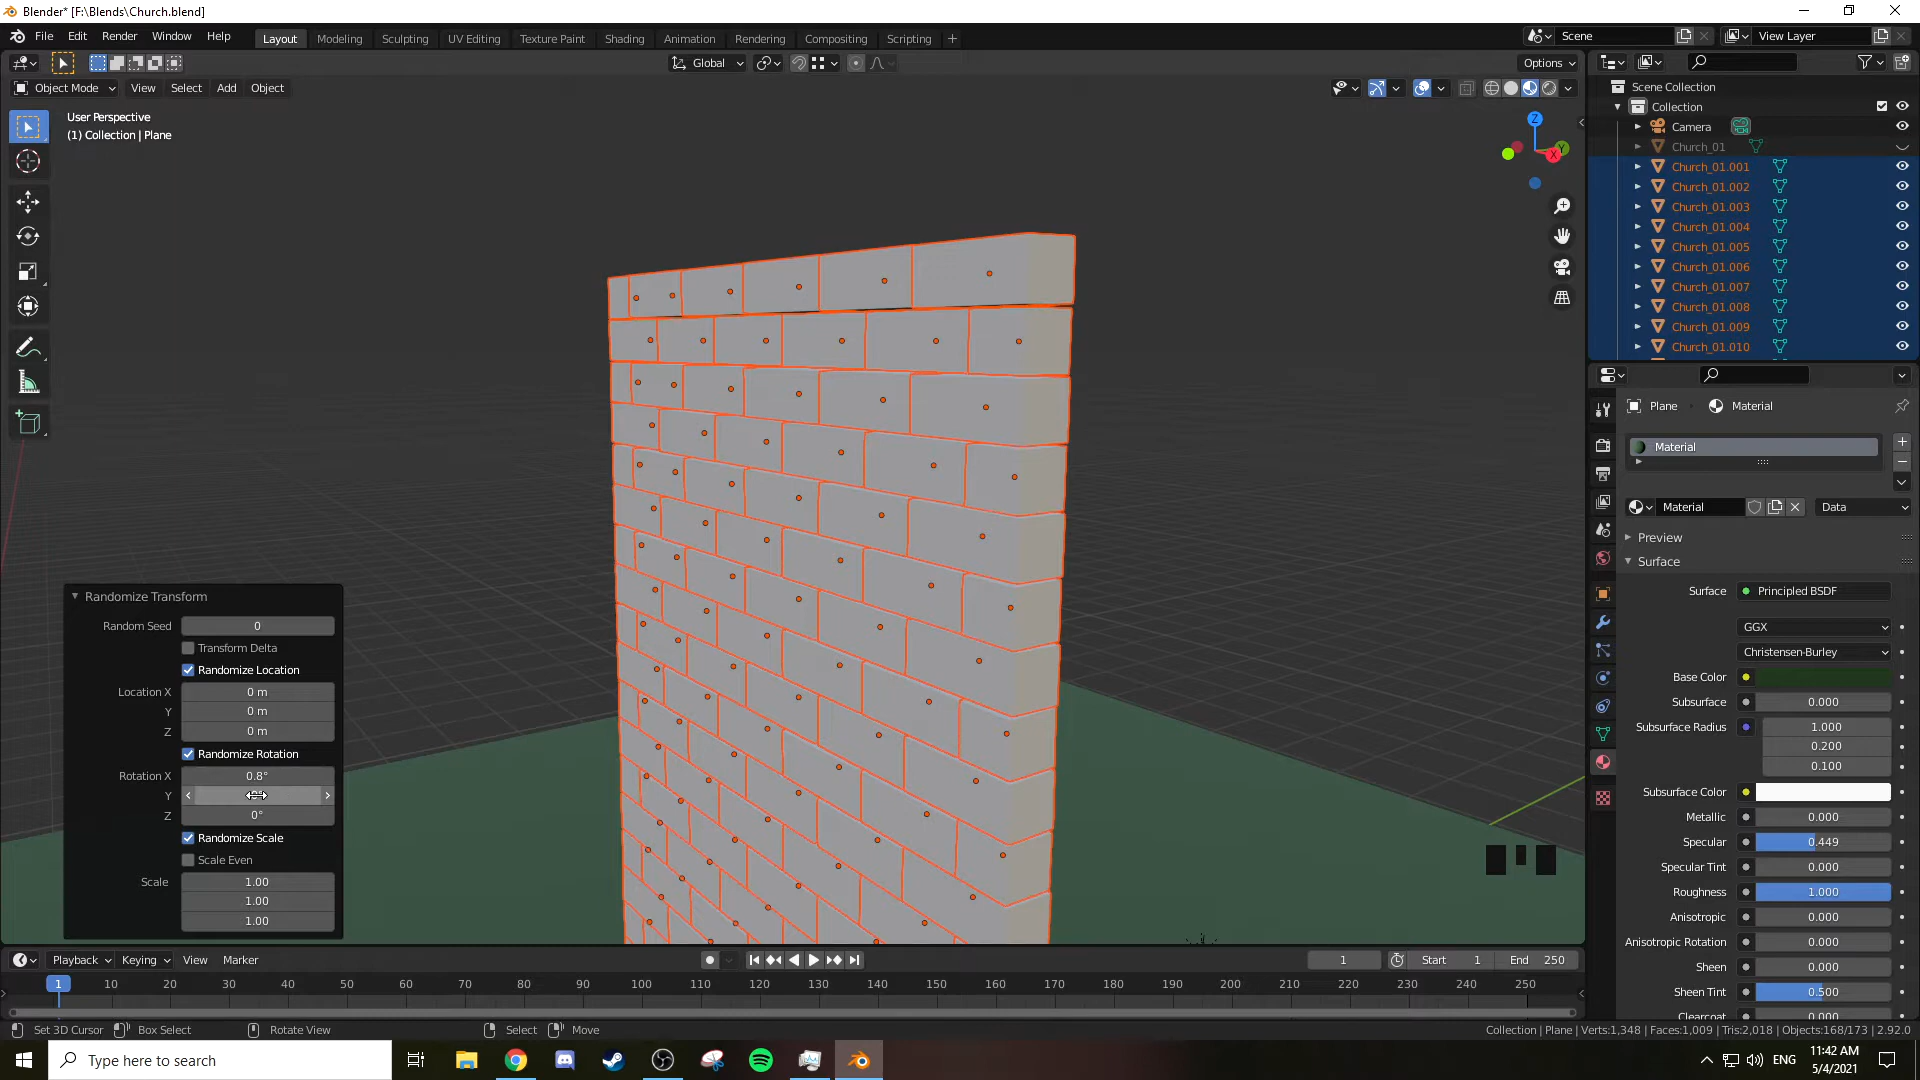 Blender* [F:\Blends\Church.blend]
File Edit Render Window Help
Layout Modeling Sculpting UV Editing Texture Paint Shading Animation Rendering Compositing Scripting +
Scene
View Layer
Global
Options
Object Mode View Select Add Object
User Perspective
(1) Collection | Plane
Z
X
Scene Collection
Collection
Camera
Church_01
Church_01.001
Church_01.002
Church_01.003
Church_01.004
Church_01.005
Church_01.006
Church_01.007
Church_01.008
Church_01.009
Church_01.010
Plane Material
Material
Material Data
Preview
Surface
Surface Principled BSDF
GGX
Christensen-Burley
Base Color
Subsurface 0.000
Subsurface Radius 1.000
0.200
0.100
Subsurface Color
Metallic 0.000
Specular 0.449
Specular Tint 0.000
Roughness 1.000
Anisotropic 0.000
Anisotropic Rotation 0.000
Sheen 0.000
Sheen Tint 0.500
Clearcoat 0.000
Randomize Transform
Random Seed 0
Transform Delta
Randomize Location
Location X 0 m
Y 0 m
Z 0 m
Randomize Rotation
Rotation X 0.8°
Y
Z 0°
Randomize Scale
Scale Even
Scale 1.00
1.00
1.00
Playback Keying View Marker
1 Start 1 End 250
1 10 20 30 40 50 60 70 80 90 100 110 120 130 140 150 160 170 180 190 200 210 220 230 240 250
Set 3D Cursor Box Select Rotate View Select Move
Collection | Plane | Verts:1,348 | Faces:1,009 | Tris:2,018 | Objects:168/173 | 2.92.0
Type here to search
ENG
11:42 AM
5/4/2021